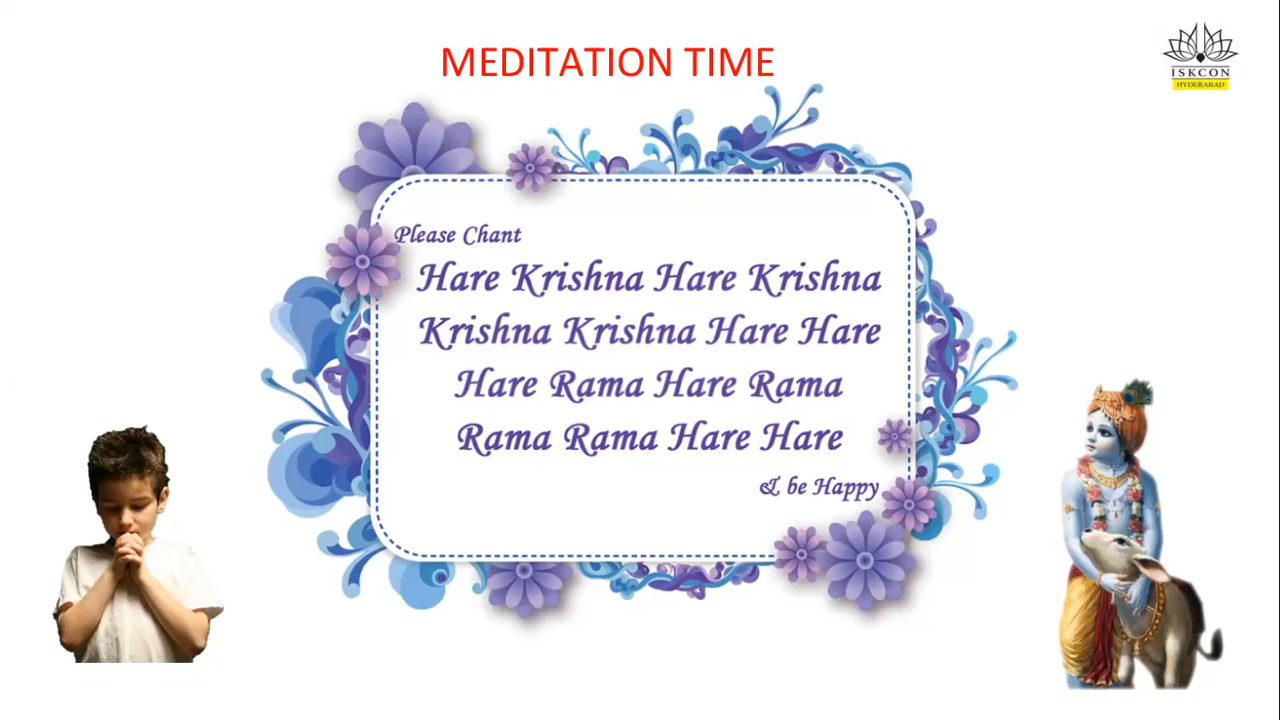 MEDITATION TIME
ISKCON
HYDERABAD
Please Chant
Hare Krishna Hare Krishna
Krishna Krishna Hare Hare
Hare Rama Hare Rama
Rama Rama Hare Hare
& be Happy